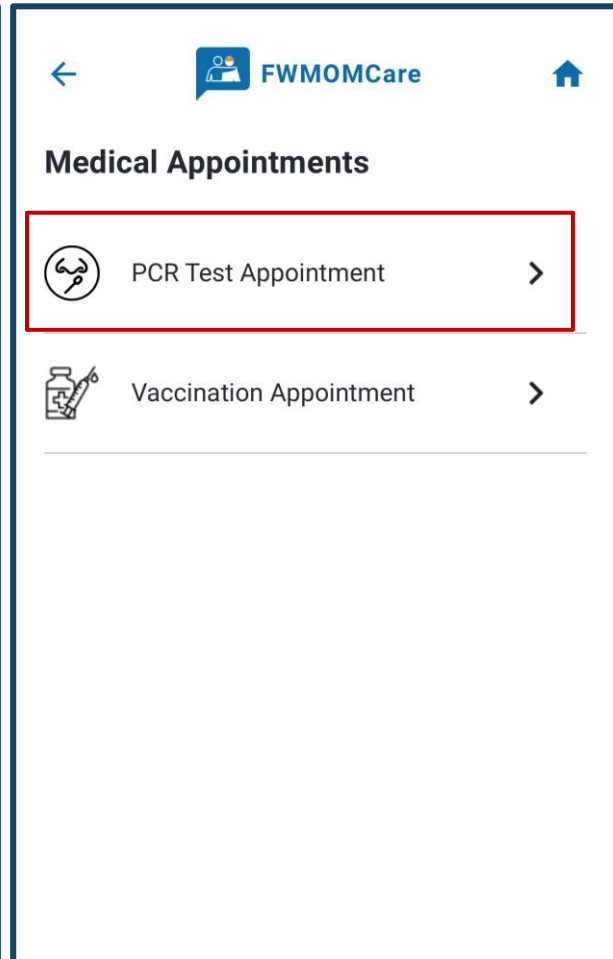 FWMOMCare
Medical Appointments
PCR Test Appointment
Vaccination Appointment